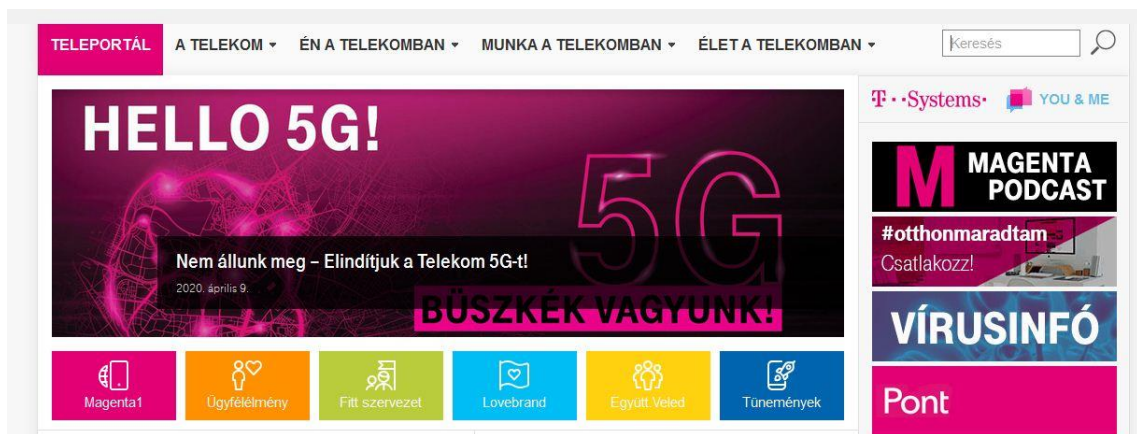 TELEPORTÁL
A TELEKOM
ÉN A TELEKOMBAN
MUNKA A TELEKOMBAN
ÉLET A TELEKOMBAN
Keresés
HELLO 5G!
5G
Nem állunk meg – Elindítjuk a Telekom 5G-t!
2020. április 9.
BÜSZKÉK VAGYUNK!
T··Systems·
YOU & ME
M MAGENTA
PODCAST
#otthonmaradtam
Csatlakozz!
VÍRUSINFÓ
Pont
Magenta1
Ügyfélélmény
Fitt szervezet
Lovebrand
Együtt Veled
Tünemények